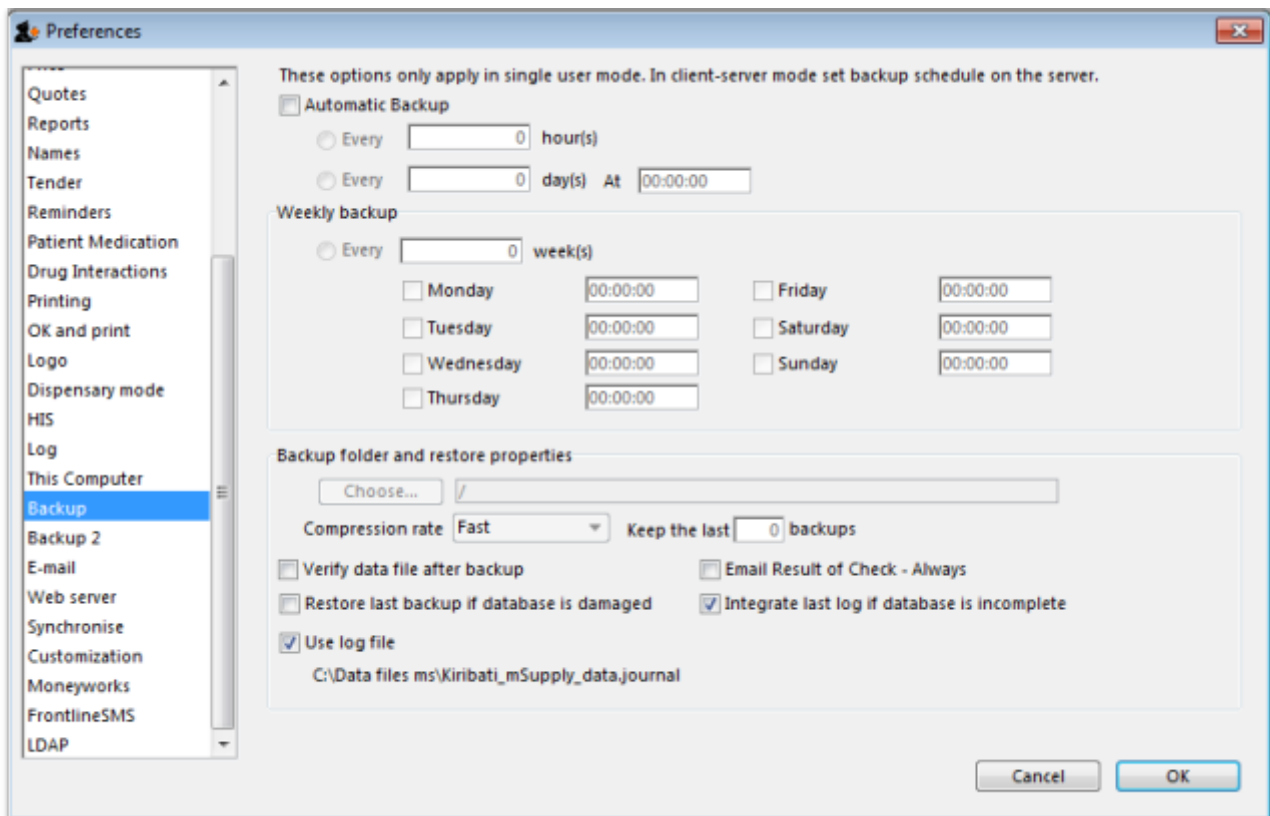 Preferences
Quotes
Reports
Names
Tender
Reminders
Patient Medication
Drug Interactions
Printing
OK and print
Logo
Dispensary mode
HIS
Log
This Computer
Backup
Backup 2
E-mail
Web server
Synchronise
Customization
Moneyworks
FrontlineSMS
LDAP
These options only apply in single user mode. In client-server mode set backup schedule on the server.
Automatic Backup
Every 0 hour(s)
Every 0 day(s) At 00:00:00
Weekly backup
Every 0 week(s)
Monday 00:00:00 Friday 00:00:00
Tuesday 00:00:00 Saturday 00:00:00
Wednesday 00:00:00 Sunday 00:00:00
Thursday 00:00:00
Backup folder and restore properties
Choose... /
Compression rate Fast Keep the last 0 backups
Verify data file after backup Email Result of Check - Always
Restore last backup if database is damaged Integrate last log if database is incomplete
Use log file
C:\Data files ms\Kiribati_mSupply_data.journal
Cancel OK